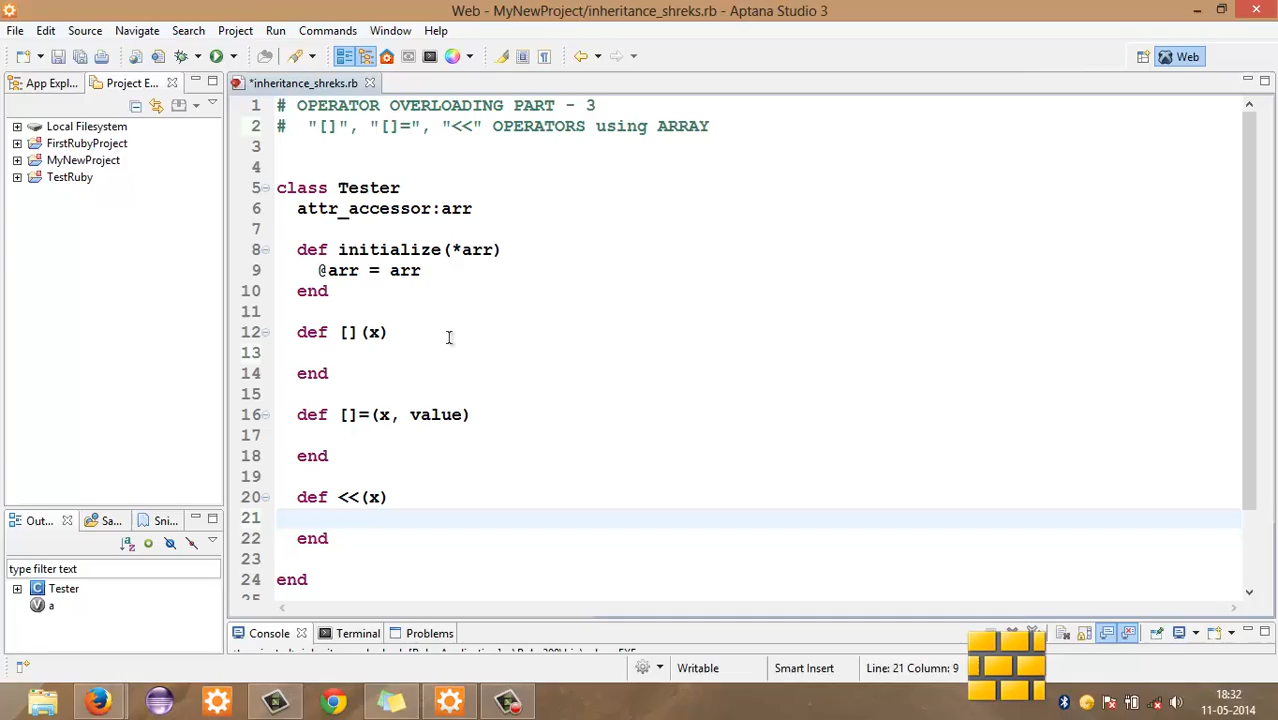 Web - MyNewProject/inheritance_shreks.rb - Aptana Studio 3
File Edit Source Navigate Search Project Run Commands Window Help
Web
App Expl... Project E...
*inheritance_shreks.rb
Local Filesystem
FirstRubyProject
MyNewProject
TestRuby
1 # OPERATOR OVERLOADING PART - 3
2 #  "[]", "[]=", "<<" OPERATORS using ARRAY
3
4
5 class Tester
6   attr_accessor:arr
7
8   def initialize(*arr)
9     @arr = arr
10   end
11
12   def [](x)
13
14   end
15
16   def []=(x, value)
17
18   end
19
20   def <<(x)
21
22   end
23
24 end
25
Out... Sa... Sni...
type filter text
Tester
a
Console Terminal Problems
Writable Smart Insert Line: 21 Column: 9
18:32
11-05-2014